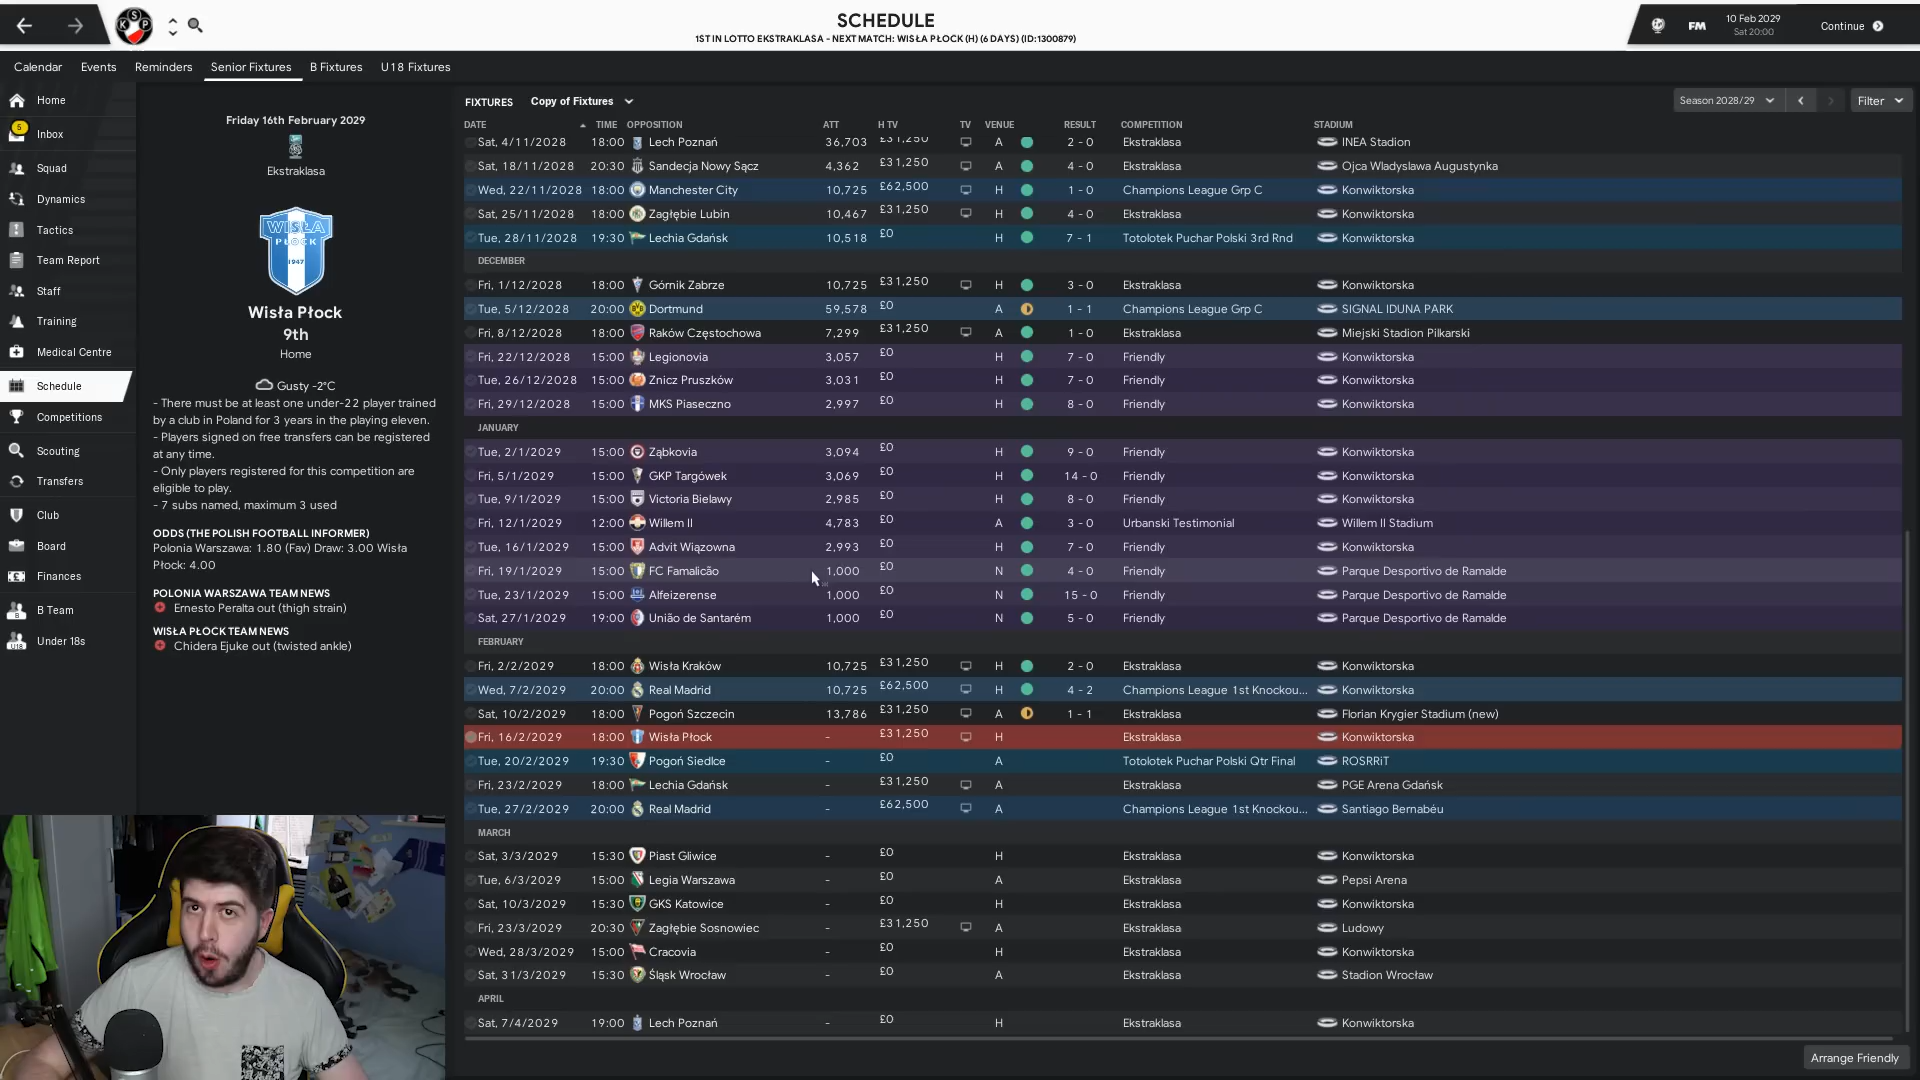 SCHEDULE
1ST IN LOTTO EKSTRAKLASA - NEXT MATCH: WISŁA PŁOCK (H) (6 DAYS) (ID:1300879)
FM
10 Feb 2029
Sat 20:00
Continue
Calendar Events Reminders Senior Fixtures B Fixtures U18 Fixtures
Home
5
Inbox
Squad
Dynamics
Tactics
Team Report
Staff
Training
Medical Centre
Schedule
Competitions
Scouting
Transfers
Club
Board
Finances
B Team
Under 18s
Friday 16th February 2029
Ekstraklasa
WISŁA
PŁOCK
1947
Wisła Płock
9th
Home
Gusty -2°C
- There must be at least one under-22 player trained
by a club in Poland for 3 years in the playing eleven.
- Players signed on free transfers can be registered
at any time.
- Only players registered for this competition are
eligible to play.
- 7 subs named, maximum 3 used
ODDS (THE POLISH FOOTBALL INFORMER)
Polonia Warszawa: 1.80 (Fav) Draw: 3.00 Wisła
Płock: 4.00
POLONIA WARSZAWA TEAM NEWS
Ernesto Peralta out (thigh strain)
WISŁA PŁOCK TEAM NEWS
Chidera Ejuke out (twisted ankle)
FIXTURES Copy of Fixtures
Season 2028/29 Filter
DATE TIME OPPOSITION ATT H TV TV VENUE RESULT COMPETITION STADIUM
Sat, 4/11/2028 18:00 Lech Poznań 36,703 £31,250 A 2 - 0 Ekstraklasa INEA Stadion
Sat, 18/11/2028 20:30 Sandecja Nowy Sącz 4,362 £31,250 A 4 - 0 Ekstraklasa Ojca Wladyslawa Augustynka
Wed, 22/11/2028 18:00 Manchester City 10,725 £62,500 H 1 - 0 Champions League Grp C Konwiktorska
Sat, 25/11/2028 18:00 Zagłębie Lubin 10,467 £31,250 H 4 - 0 Ekstraklasa Konwiktorska
Tue, 28/11/2028 19:30 Lechia Gdańsk 10,518 £0 H 7 - 1 Totolotek Puchar Polski 3rd Rnd Konwiktorska
DECEMBER
Fri, 1/12/2028 18:00 Górnik Zabrze 10,725 £31,250 H 3 - 0 Ekstraklasa Konwiktorska
Tue, 5/12/2028 20:00 Dortmund 59,578 £0 A 1 - 1 Champions League Grp C SIGNAL IDUNA PARK
Fri, 8/12/2028 18:00 Raków Częstochowa 7,299 £31,250 A 1 - 0 Ekstraklasa Miejski Stadion Pilkarski
Fri, 22/12/2028 15:00 Legionovia 3,057 £0 H 7 - 0 Friendly Konwiktorska
Tue, 26/12/2028 15:00 Znicz Pruszków 3,031 £0 H 7 - 0 Friendly Konwiktorska
Fri, 29/12/2028 15:00 MKS Piaseczno 2,997 £0 H 8 - 0 Friendly Konwiktorska
JANUARY
Tue, 2/1/2029 15:00 Ząbkovia 3,094 £0 H 9 - 0 Friendly Konwiktorska
Fri, 5/1/2029 15:00 GKP Targówek 3,069 £0 H 14 - 0 Friendly Konwiktorska
Tue, 9/1/2029 15:00 Victoria Bielawy 2,985 £0 H 8 - 0 Friendly Konwiktorska
Fri, 12/1/2029 12:00 Willem II 4,783 £0 A 3 - 0 Urbanski Testimonial Willem II Stadium
Tue, 16/1/2029 15:00 Advit Wiązowna 2,993 £0 H 7 - 0 Friendly Konwiktorska
Fri, 19/1/2029 15:00 FC Famalicão 1,000 £0 N 4 - 0 Friendly Parque Desportivo de Ramalde
Tue, 23/1/2029 15:00 Alfeizerense 1,000 £0 N 15 - 0 Friendly Parque Desportivo de Ramalde
Sat, 27/1/2029 19:00 União de Santarém 1,000 £0 N 5 - 0 Friendly Parque Desportivo de Ramalde
FEBRUARY
Fri, 2/2/2029 18:00 Wisła Kraków 10,725 £31,250 H 2 - 0 Ekstraklasa Konwiktorska
Wed, 7/2/2029 20:00 Real Madrid 10,725 £62,500 H 4 - 2 Champions League 1st Knockou... Konwiktorska
Sat, 10/2/2029 18:00 Pogoń Szczecin 13,786 £31,250 A 1 - 1 Ekstraklasa Florian Krygier Stadium (new)
Fri, 16/2/2029 18:00 Wisła Płock - £31,250 H Ekstraklasa Konwiktorska
Tue, 20/2/2029 19:30 Pogoń Siedlce - £0 A Totolotek Puchar Polski Qtr Final ROSRRiT
Fri, 23/2/2029 18:00 Lechia Gdańsk - £31,250 A Ekstraklasa PGE Arena Gdańsk
Tue, 27/2/2029 20:00 Real Madrid - £62,500 A Champions League 1st Knockou... Santiago Bernabéu
MARCH
Sat, 3/3/2029 15:30 Piast Gliwice - £0 H Ekstraklasa Konwiktorska
Tue, 6/3/2029 15:00 Legia Warszawa - £0 A Ekstraklasa Pepsi Arena
Sat, 10/3/2029 15:30 GKS Katowice - £0 H Ekstraklasa Konwiktorska
Fri, 23/3/2029 20:30 Zagłębie Sosnowiec - £31,250 A Ekstraklasa Ludowy
Wed, 28/3/2029 15:00 Cracovia - £0 H Ekstraklasa Konwiktorska
Sat, 31/3/2029 15:30 Śląsk Wrocław - £0 A Ekstraklasa Stadion Wrocław
APRIL
Sat, 7/4/2029 19:00 Lech Poznań - £0 H Ekstraklasa Konwiktorska
Arrange Friendly